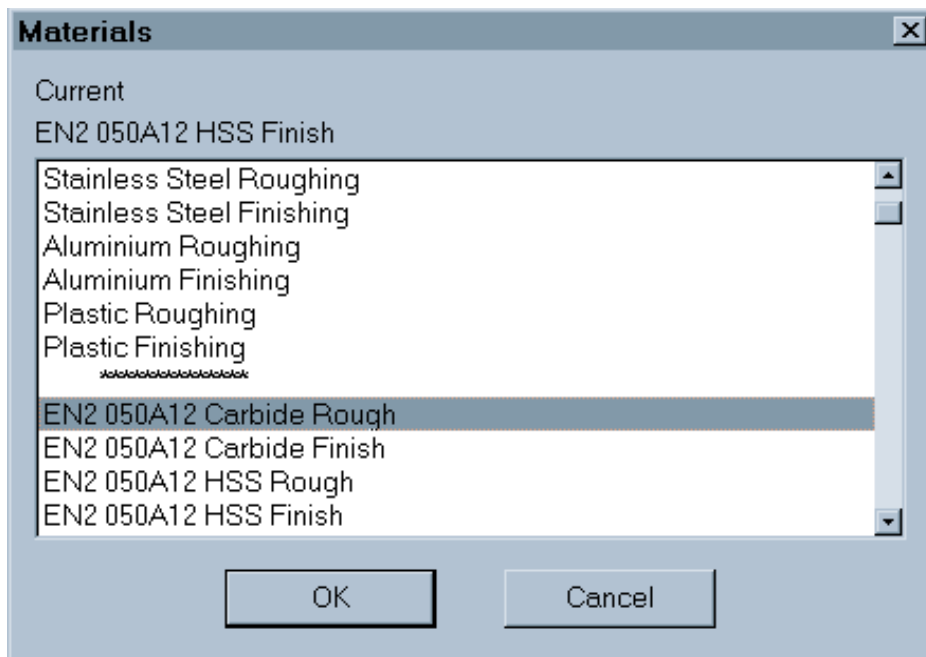 Materials
Current
EN2 050A12 HSS Finish
Stainless Steel Roughing
Stainless Steel Finishing
Aluminium Roughing
Aluminium Finishing
Plastic Roughing
Plastic Finishing
****************
EN2 050A12 Carbide Rough
EN2 050A12 Carbide Finish
EN2 050A12 HSS Rough
EN2 050A12 HSS Finish
OK Cancel